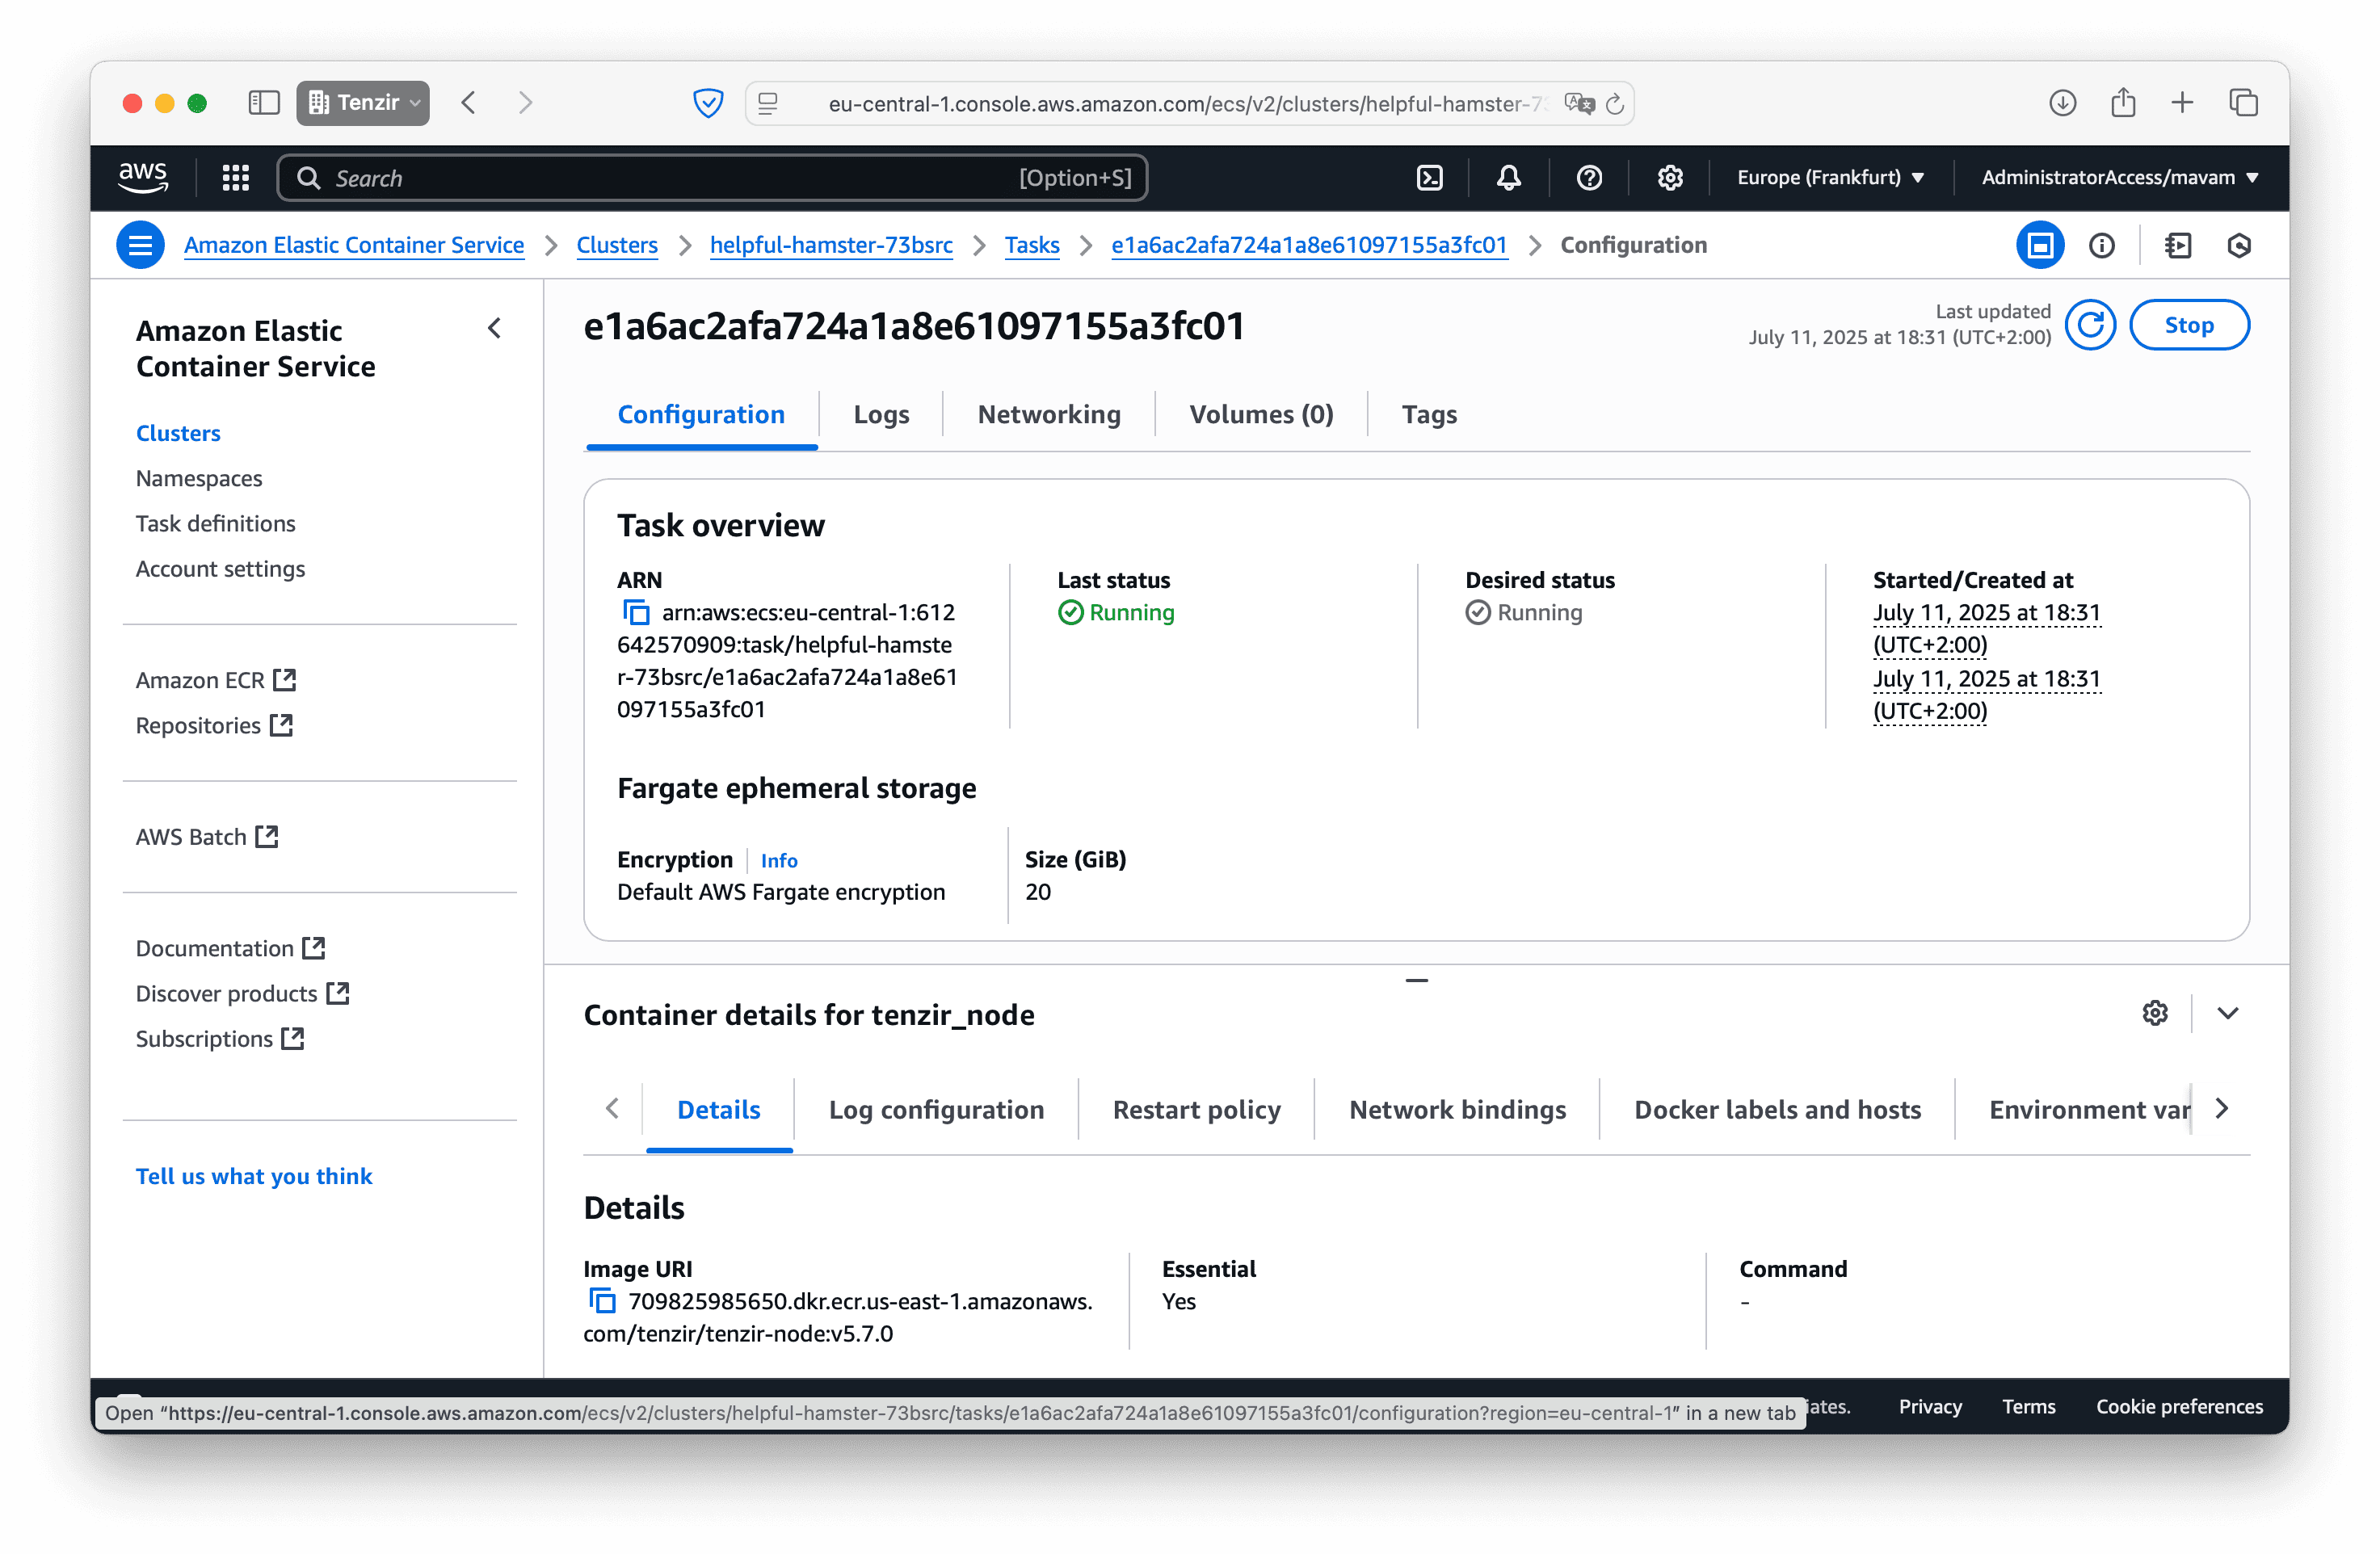 Tenzir
eu-central-1.console.aws.amazon.com/ecs/v2/clusters/helpful-hamster-73
aws
Search
[Option+S]
Europe (Frankfurt)
AdministratorAccess/mavam
Amazon Elastic Container Service
Clusters
helpful-hamster-73bsrc
Tasks
e1a6ac2afa724a1a8e61097155a3fc01
Configuration
Amazon Elastic
Container Service
Clusters
Namespaces
Task definitions
Account settings
Amazon ECR
Repositories
AWS Batch
Documentation
Discover products
Subscriptions
Tell us what you think
e1a6ac2afa724a1a8e61097155a3fc01
Last updated
July 11, 2025 at 18:31 (UTC+2:00)
Stop
Configuration
Logs
Networking
Volumes (0)
Tags
Task overview
ARN
arn:aws:ecs:eu-central-1:612
642570909:task/helpful-hamste
r-73bsrc/e1a6ac2afa724a1a8e61
097155a3fc01
Last status
Running
Desired status
Running
Started/Created at
July 11, 2025 at 18:31
(UTC+2:00)
July 11, 2025 at 18:31
(UTC+2:00)
Fargate ephemeral storage
Encryption
Info
Default AWS Fargate encryption
Size (GiB)
20
Container details for tenzir_node
Details
Log configuration
Restart policy
Network bindings
Docker labels and hosts
Environment var
Details
Image URI
709825985650.dkr.ecr.us-east-1.amazonaws.
com/tenzir/tenzir-node:v5.7.0
Essential
Yes
Command
-
Open “https://eu-central-1.console.aws.amazon.com/ecs/v2/clusters/helpful-hamster-73bsrc/tasks/e1a6ac2afa724a1a8e61097155a3fc01/configuration?region=eu-central-1” in a new tab
iates.
Privacy
Terms
Cookie preferences